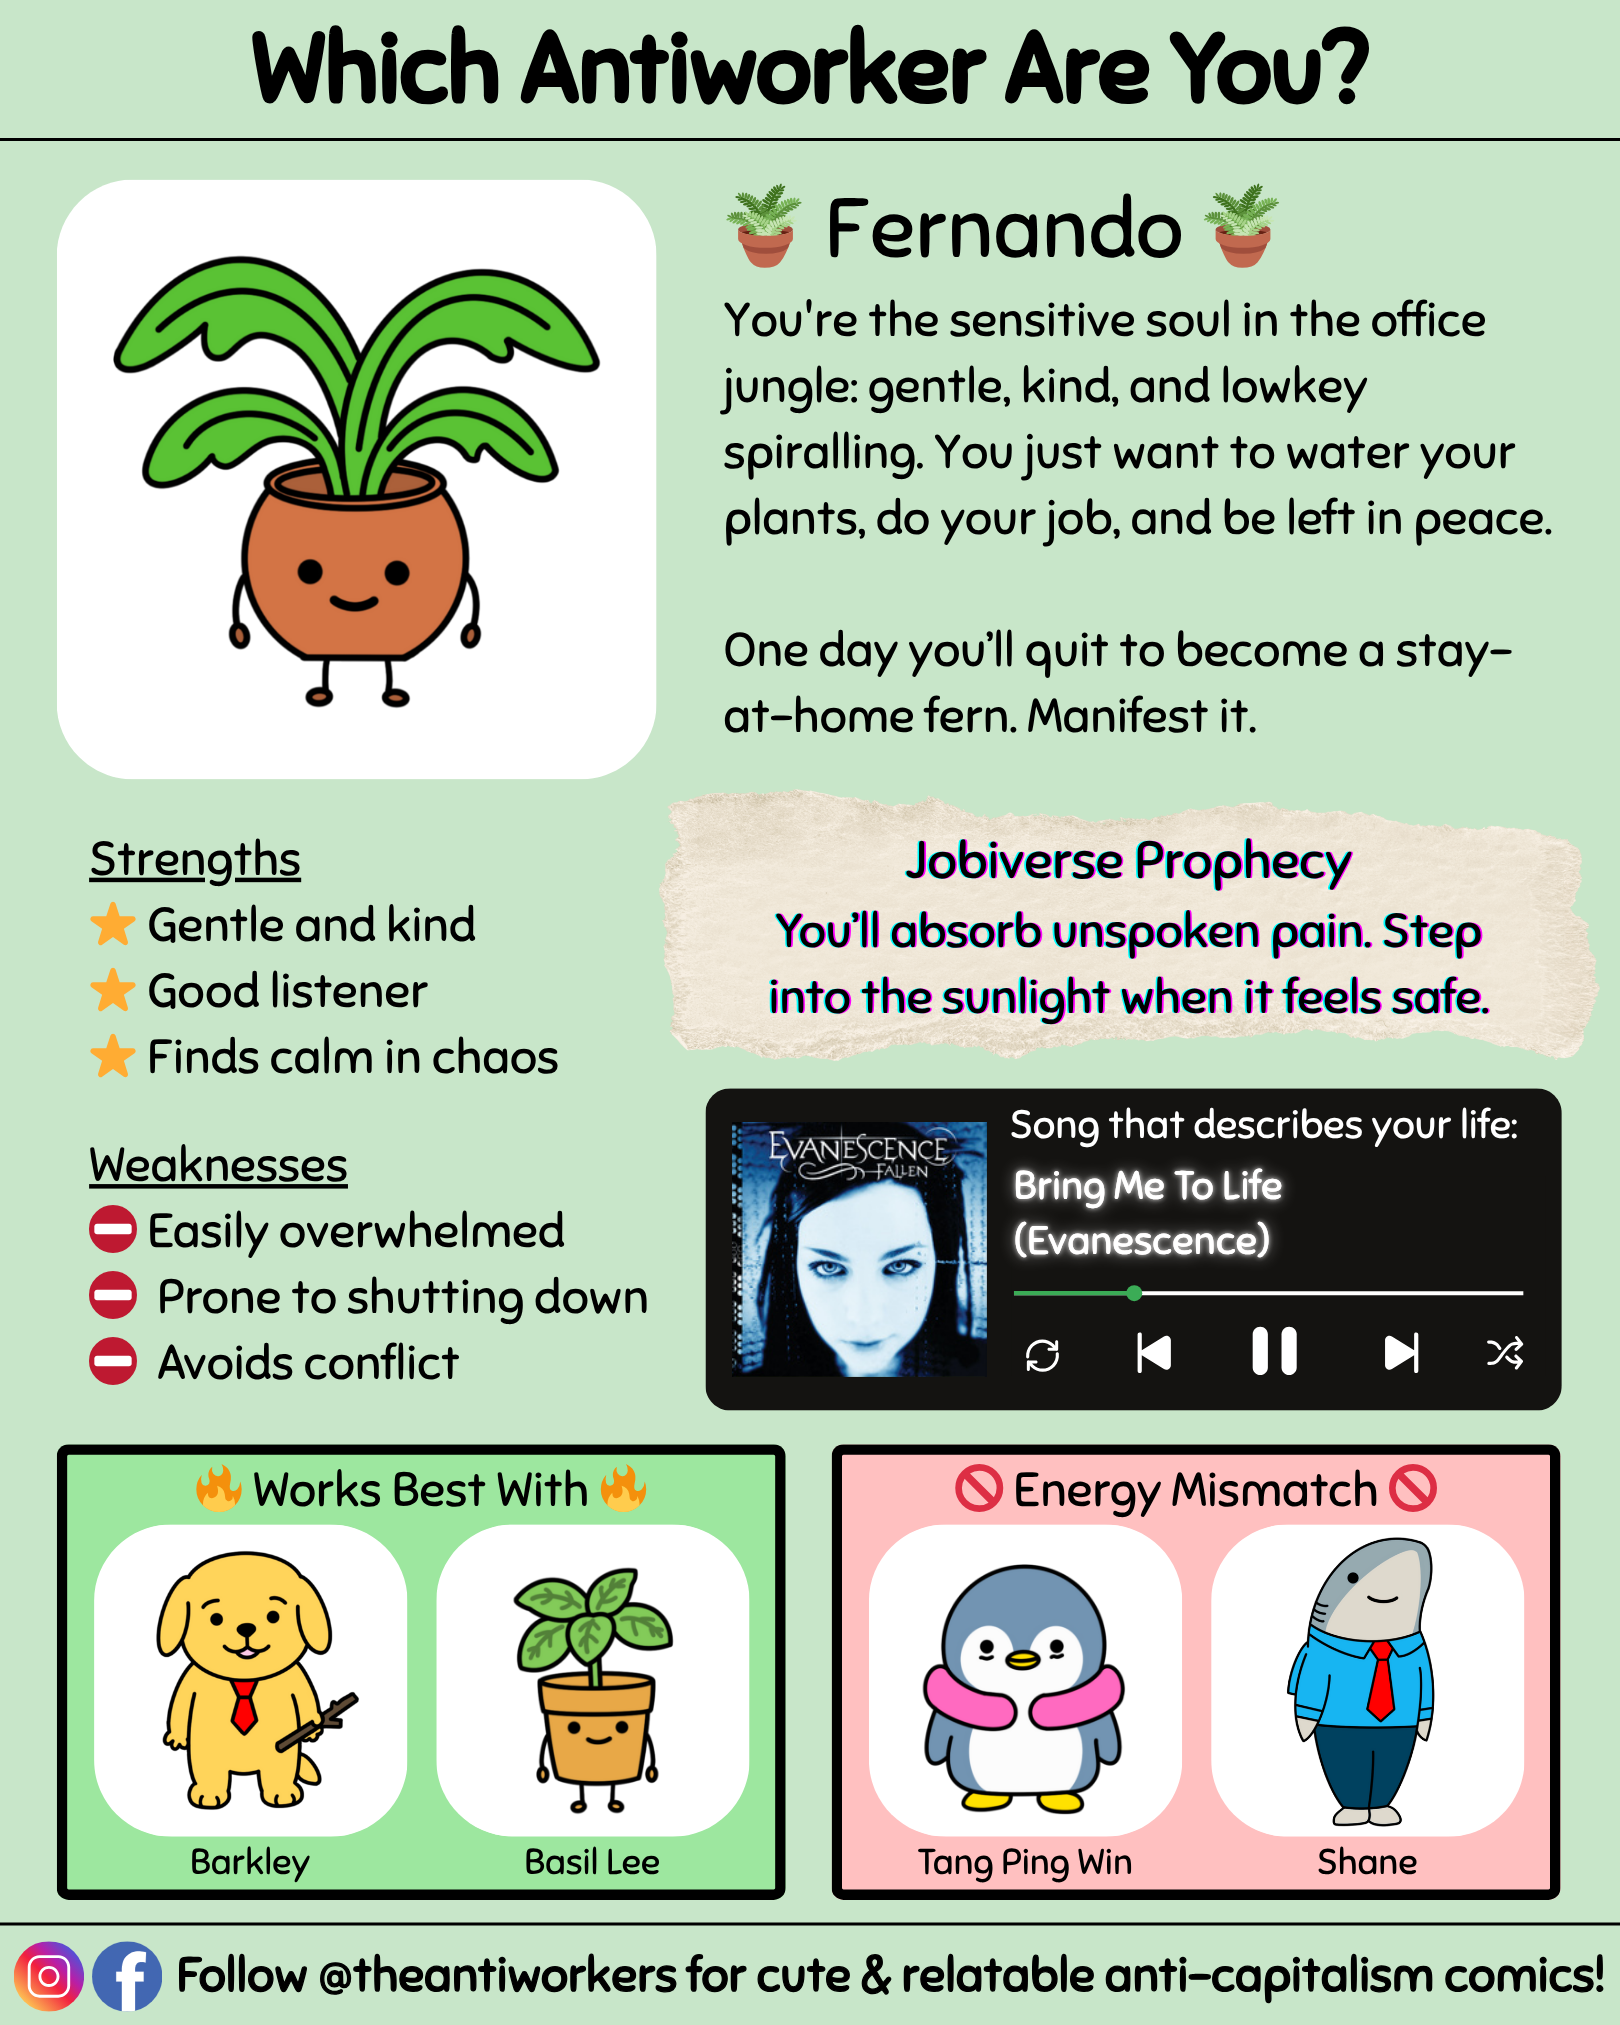 Which Antiworker Are You?
Fernando
You're the sensitive soul in the office
jungle: gentle, kind, and lowkey
spiralling. You just want to water your
plants, do your job, and be left in peace.
One day you’ll quit to become a stay-
at-home fern. Manifest it.
Strengths
Gentle and kind
Good listener
Finds calm in chaos
Weaknesses
Easily overwhelmed
Prone to shutting down
Avoids conflict
Jobiverse Prophecy
You’ll absorb unspoken pain. Step
into the sunlight when it feels safe.
EVANESCENCE
FALLEN
Song that describes your life:
Bring Me To Life
(Evanescence)
Works Best With
Barkley
Basil Lee
Energy Mismatch
Tang Ping Win
Shane
Follow @theantiworkers for cute & relatable anti-capitalism comics!